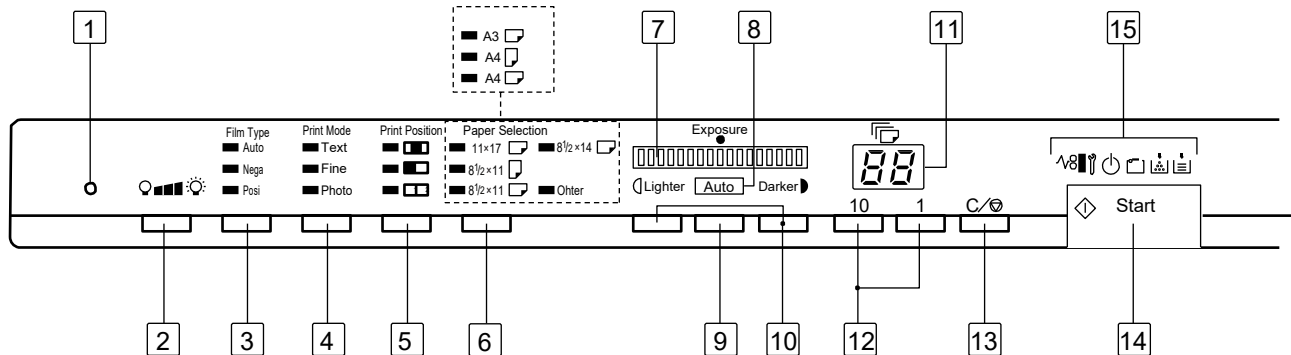 1
7
8
11
15
A3
A4
A4
Film Type
Auto
Nega
Posi
Print Mode
Text
Fine
Photo
Print Position
Paper Selection
11×17
8½×14
8½×11
8½×11
Ohter
Exposure
Lighter
Auto
Darker
88
10
1
C/
Start
2
3
4
5
6
9
10
12
13
14